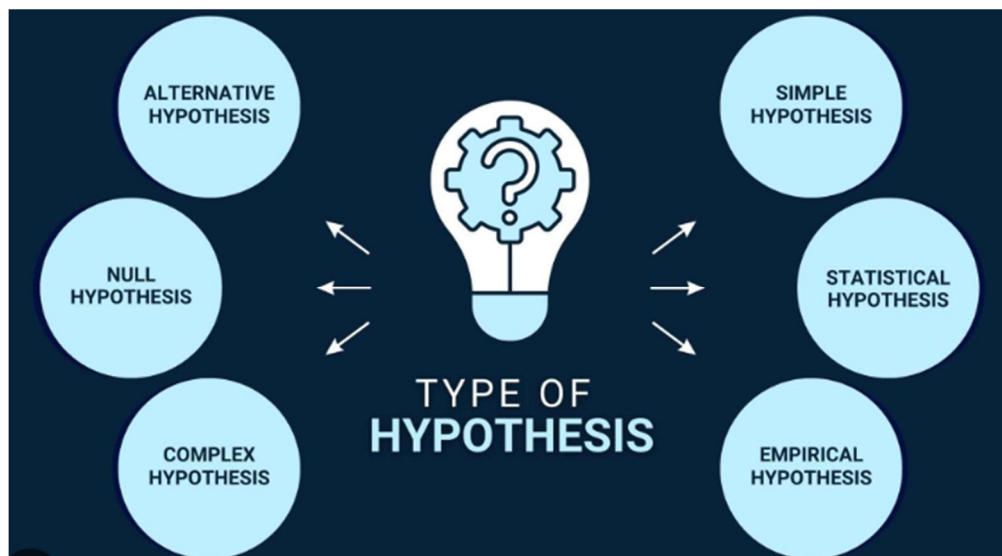 ALTERNATIVE
HYPOTHESIS
NULL
HYPOTHESIS
COMPLEX
HYPOTHESIS
?
TYPE OF
HYPOTHESIS
SIMPLE
HYPOTHESIS
STATISTICAL
HYPOTHESIS
EMPIRICAL
HYPOTHESIS